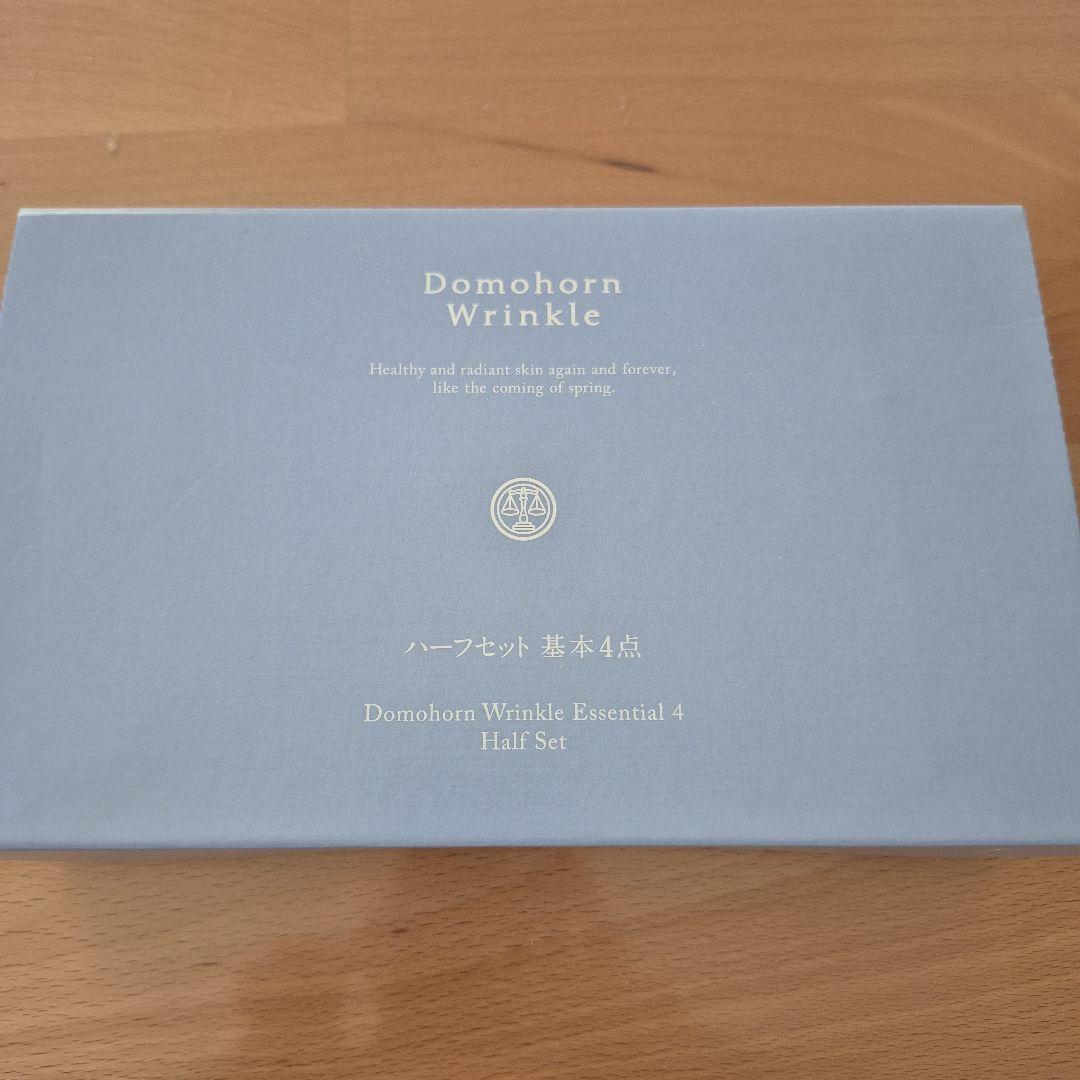 Domohorn
Wrinkle
Healthy and radiant skin again and forever,
like the coming of spring.
ハーフセット 基本4点
Domohorn Wrinkle Essential 4
Half Set